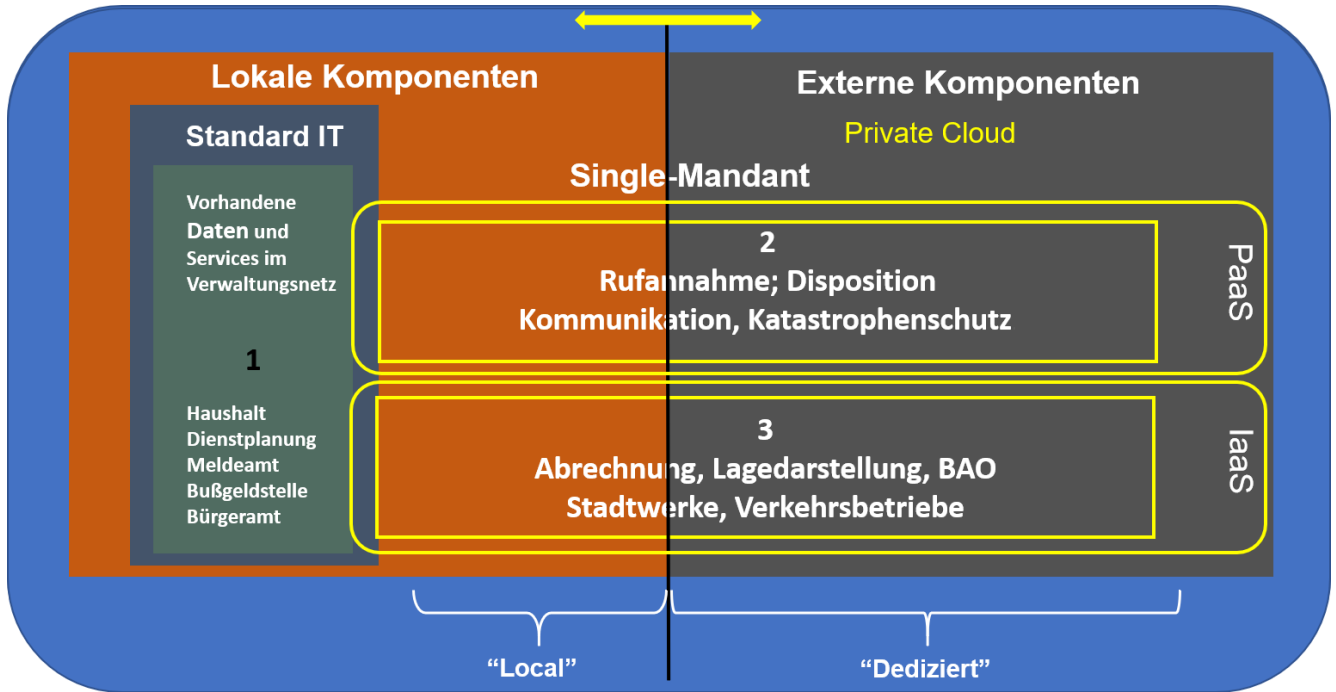 Lokale Komponenten
Externe Komponenten
Private Cloud
Standard IT
Single-Mandant
Vorhandene
Daten und
Services im
Verwaltungsnetz
1
Haushalt
Dienstplanung
Meldeamt
Bußgeldstelle
Bürgeramt
2
Rufannahme; Disposition
Kommunikation, Katastrophenschutz
PaaS
3
Abrechnung, Lagedarstellung, BAO
Stadtwerke, Verkehrsbetriebe
IaaS
“Local”
“Dediziert”